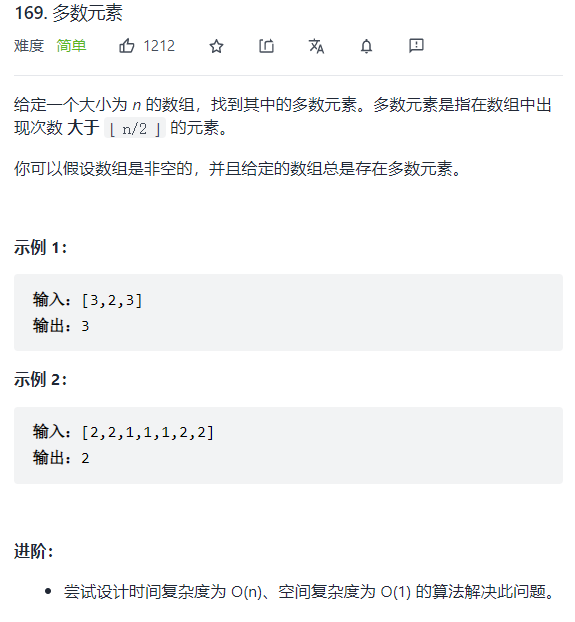 169. 多数元素
难度 简单 1212
给定一个大小为 n 的数组，找到其中的多数元素。多数元素是指在数组中出
现次数 大于 ⌊ n/2 ⌋ 的元素。
你可以假设数组是非空的，并且给定的数组总是存在多数元素。
示例 1：
输入：[3,2,3]
输出：3
示例 2：
输入：[2,2,1,1,1,2,2]
输出：2
进阶：
• 尝试设计时间复杂度为 O(n)、空间复杂度为 O(1) 的算法解决此问题。